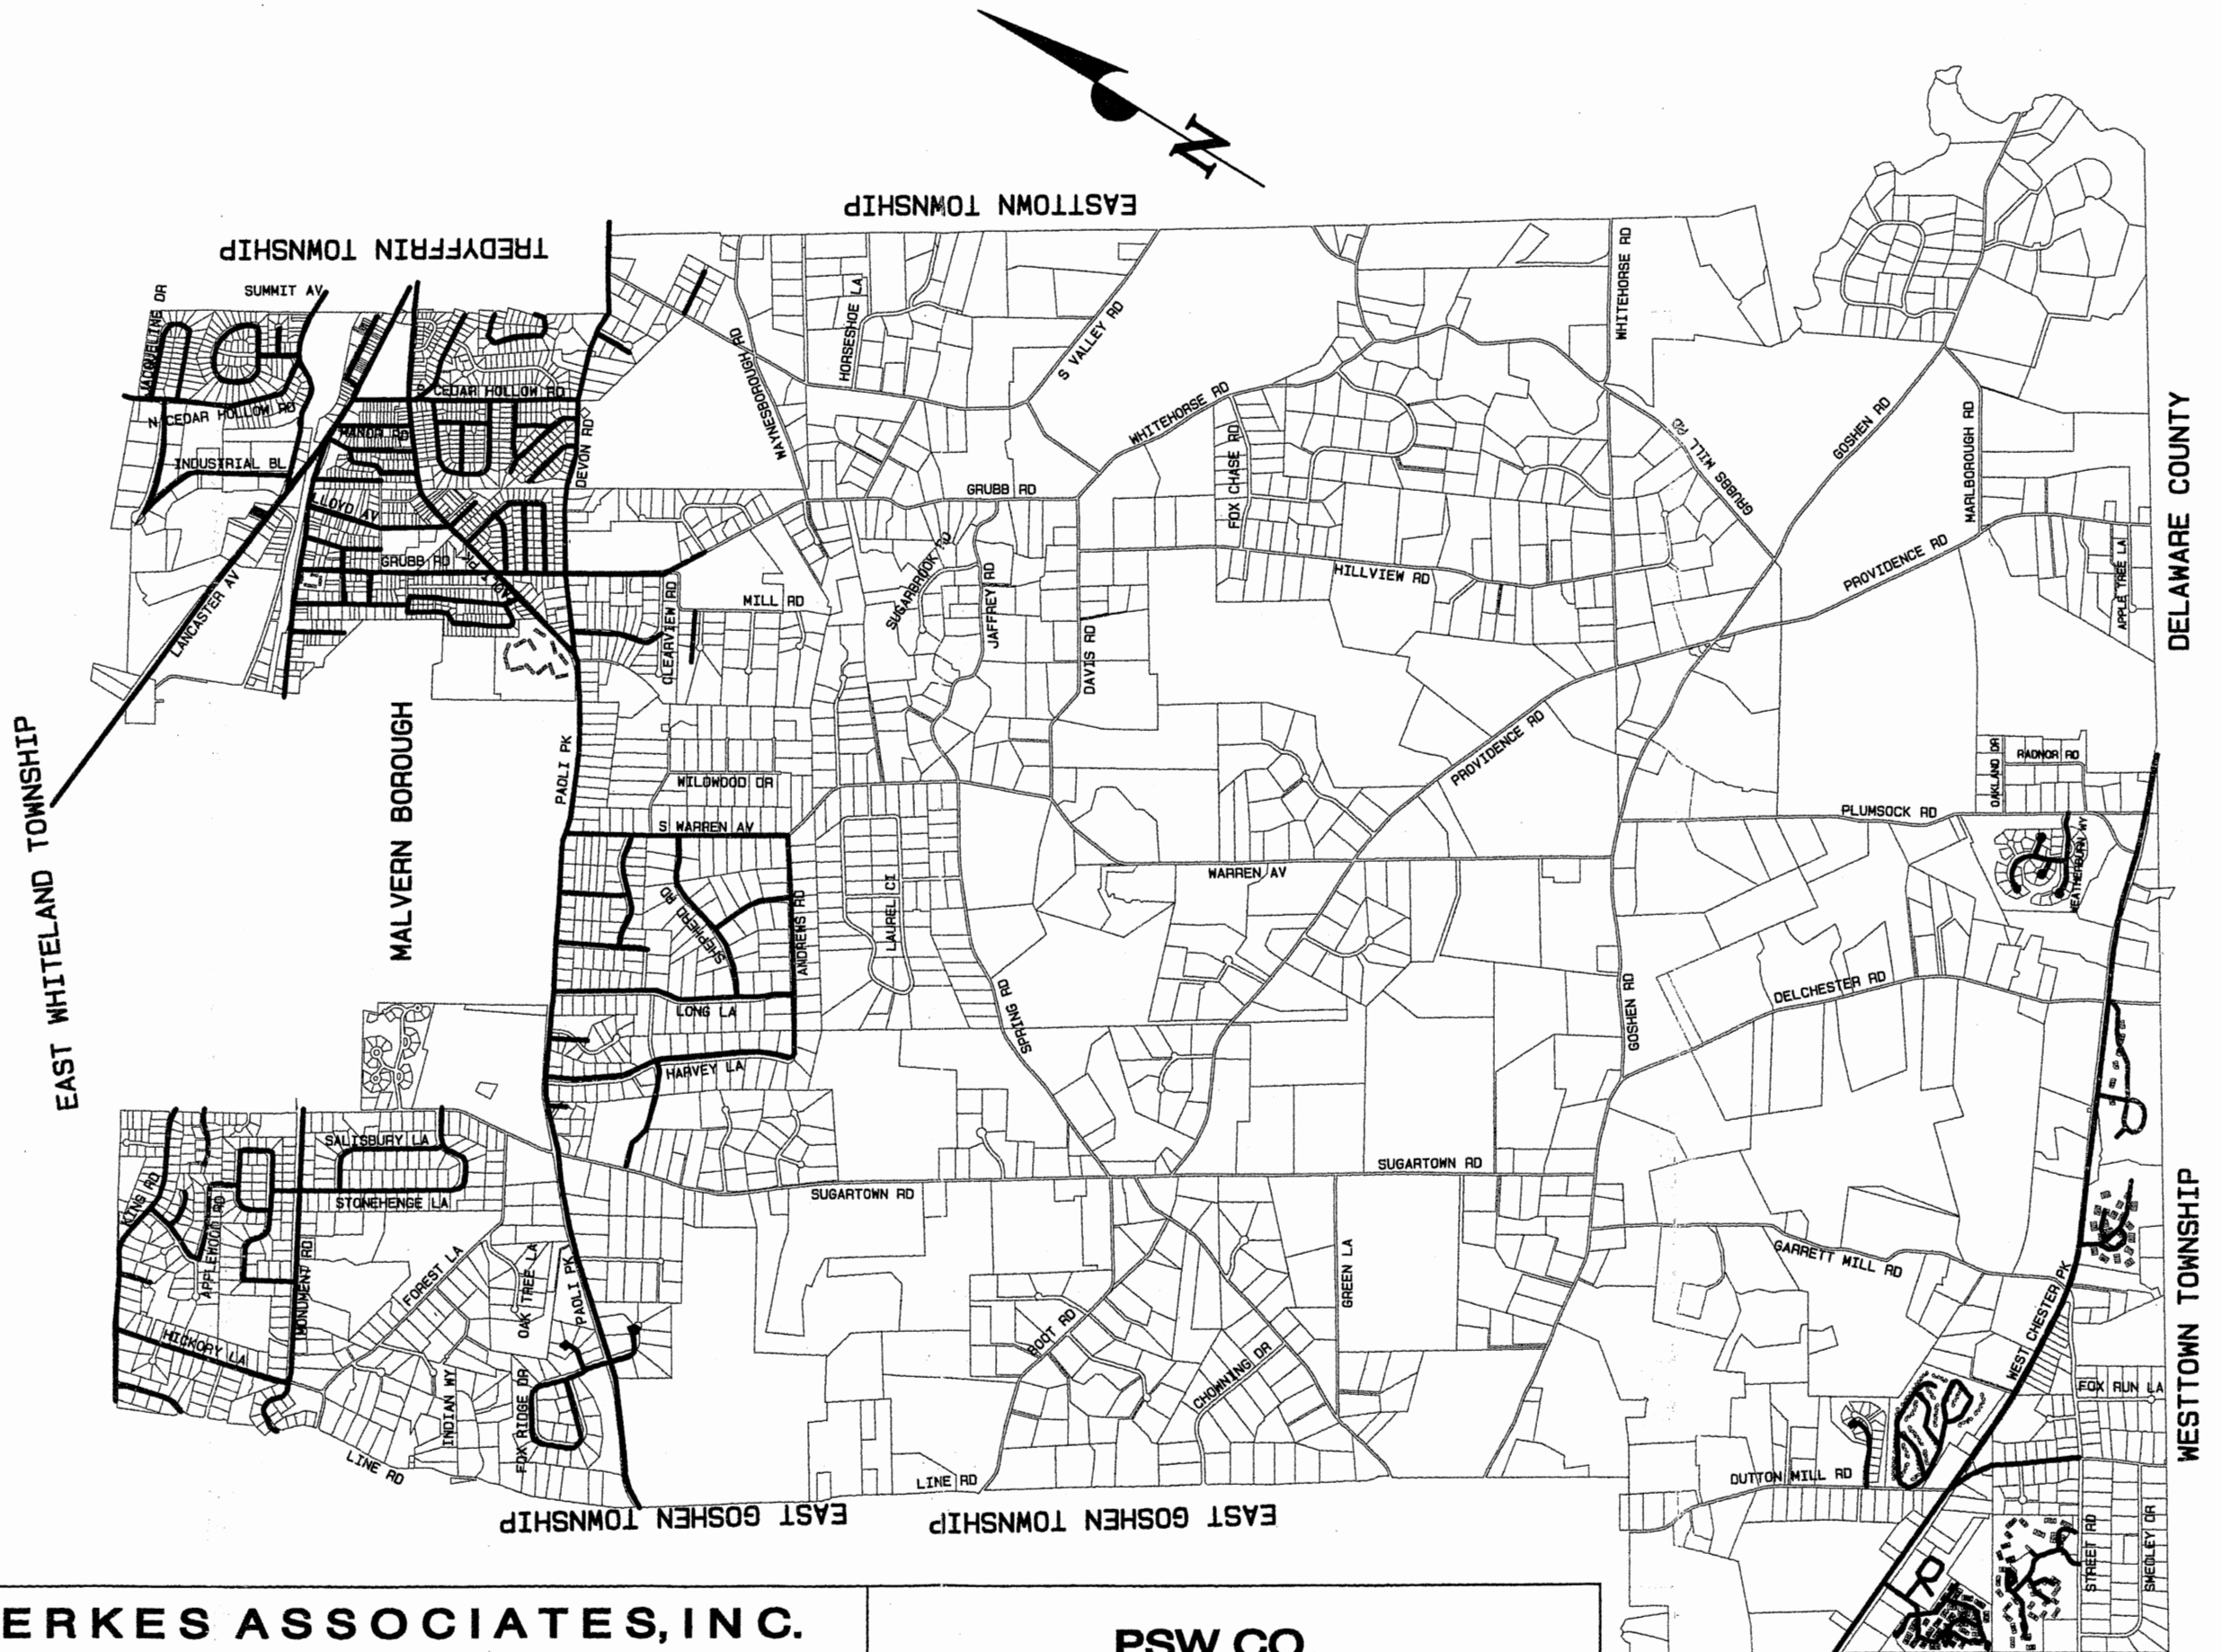 N
EASTTOWN TOWNSHIP
TREDYFFRIN TOWNSHIP
SUMMIT AV
JACQUELINE DR
N CEDAR HOLLOW RD
CEDAR HOLLOW RD
MANOR RD
INDUSTRIAL BL
LLOYD AV
GRUBB RD
PAOLI PK
LANCASTER AV
DEVON RD
MAYNESBOROUGH RD
HORSESHOE LA
S VALLEY RD
WHITEHORSE RD
WHITEHORSE RD
GRUBB RD
FOX CHASE RD
GRUBBS MILL RD
GOSHEN RD
MARLBOROUGH RD
PROVIDENCE RD
APPLE TREE LA
DELAWARE COUNTY
HILLVIEW RD
SUGARBROOK RD
JAFFREY RD
DAVIS RD
MILL RD
CLEARVIEW RD
EAST WHITELAND TOWNSHIP
MALVERN BOROUGH
PAOLI PK
WILDWOOD DR
S WARREN AV
SHEPHERD RD
ANDREWS RD
LAUREL CI
LONG LA
HARVEY LA
SPRING RD
WARREN AV
PROVIDENCE RD
PLUMSOCK RD
OAKLAND DR
RADNOR RD
WEATHERBURN WY
DELCHESTER RD
GOSHEN RD
SALISBURY LA
STONEHENGE LA
KING RD
APPLEWOOD RD
MONUMENT RD
FOREST LA
OAK TREE LA
PAOLI PK
HICKORY LA
INDIAN WY
FOX RIDGE DR
LINE RD
SUGARTOWN RD
SUGARTOWN RD
BOOT RD
CHOWNING DR
GREEN LA
GARRETT MILL RD
WEST CHESTER PK
FOX RUN LA
WESTTOWN TOWNSHIP
DUTTON MILL RD
STREET RD
SMEDLEY DR
LINE RD
EAST GOSHEN TOWNSHIP
EAST GOSHEN TOWNSHIP
ERKES ASSOCIATES, INC.
PSW CO